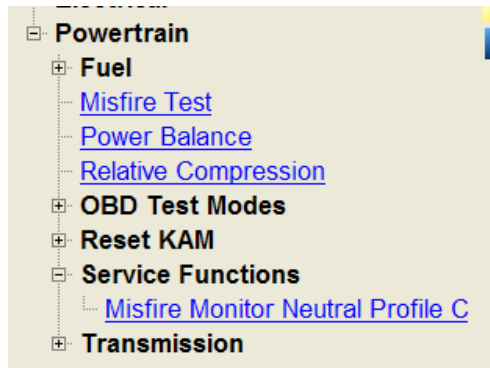 Powertrain
Fuel
Misfire Test
Power Balance
Relative Compression
OBD Test Modes
Reset KAM
Service Functions
Misfire Monitor Neutral Profile C
Transmission